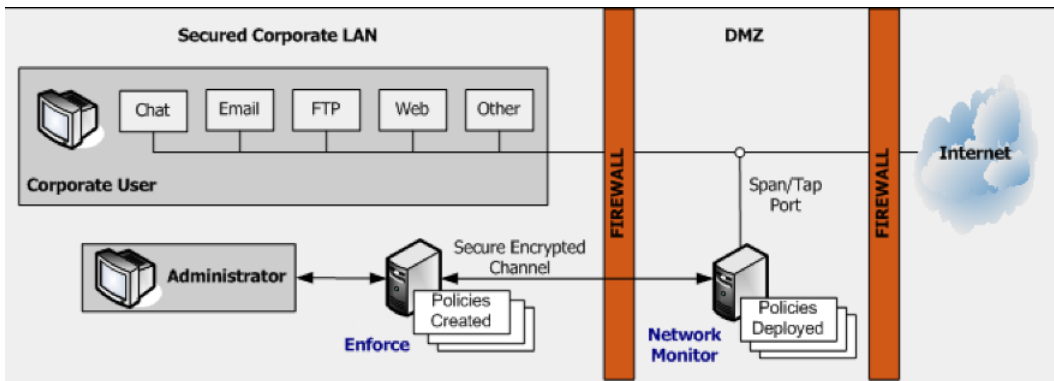 Secured Corporate LAN
DMZ
Chat
Email
FTP
Web
Other
Corporate User
FIREWALL
FIREWALL
Internet
Span/Tap
Port
Administrator
Secure Encrypted
Channel
Policies
Created
Enforce
Policies
Deployed
Network
Monitor